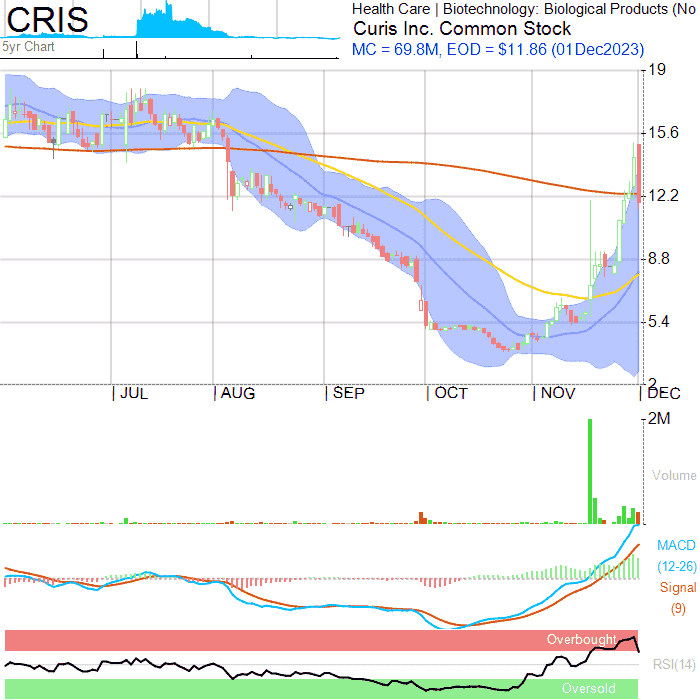 CRIS
5yr Chart
Health Care | Biotechnology: Biological Products (No
Curis Inc. Common Stock
MC = 69.8M, EOD = $11.86 (01Dec2023)
19
15.6
12.2
8.8
5.4
2
| JUL | AUG | SEP | OCT | NOV | DEC
2M
Volume
MACD
(12-26)
Signal
(9)
Overbought
RSI(14)
Oversold